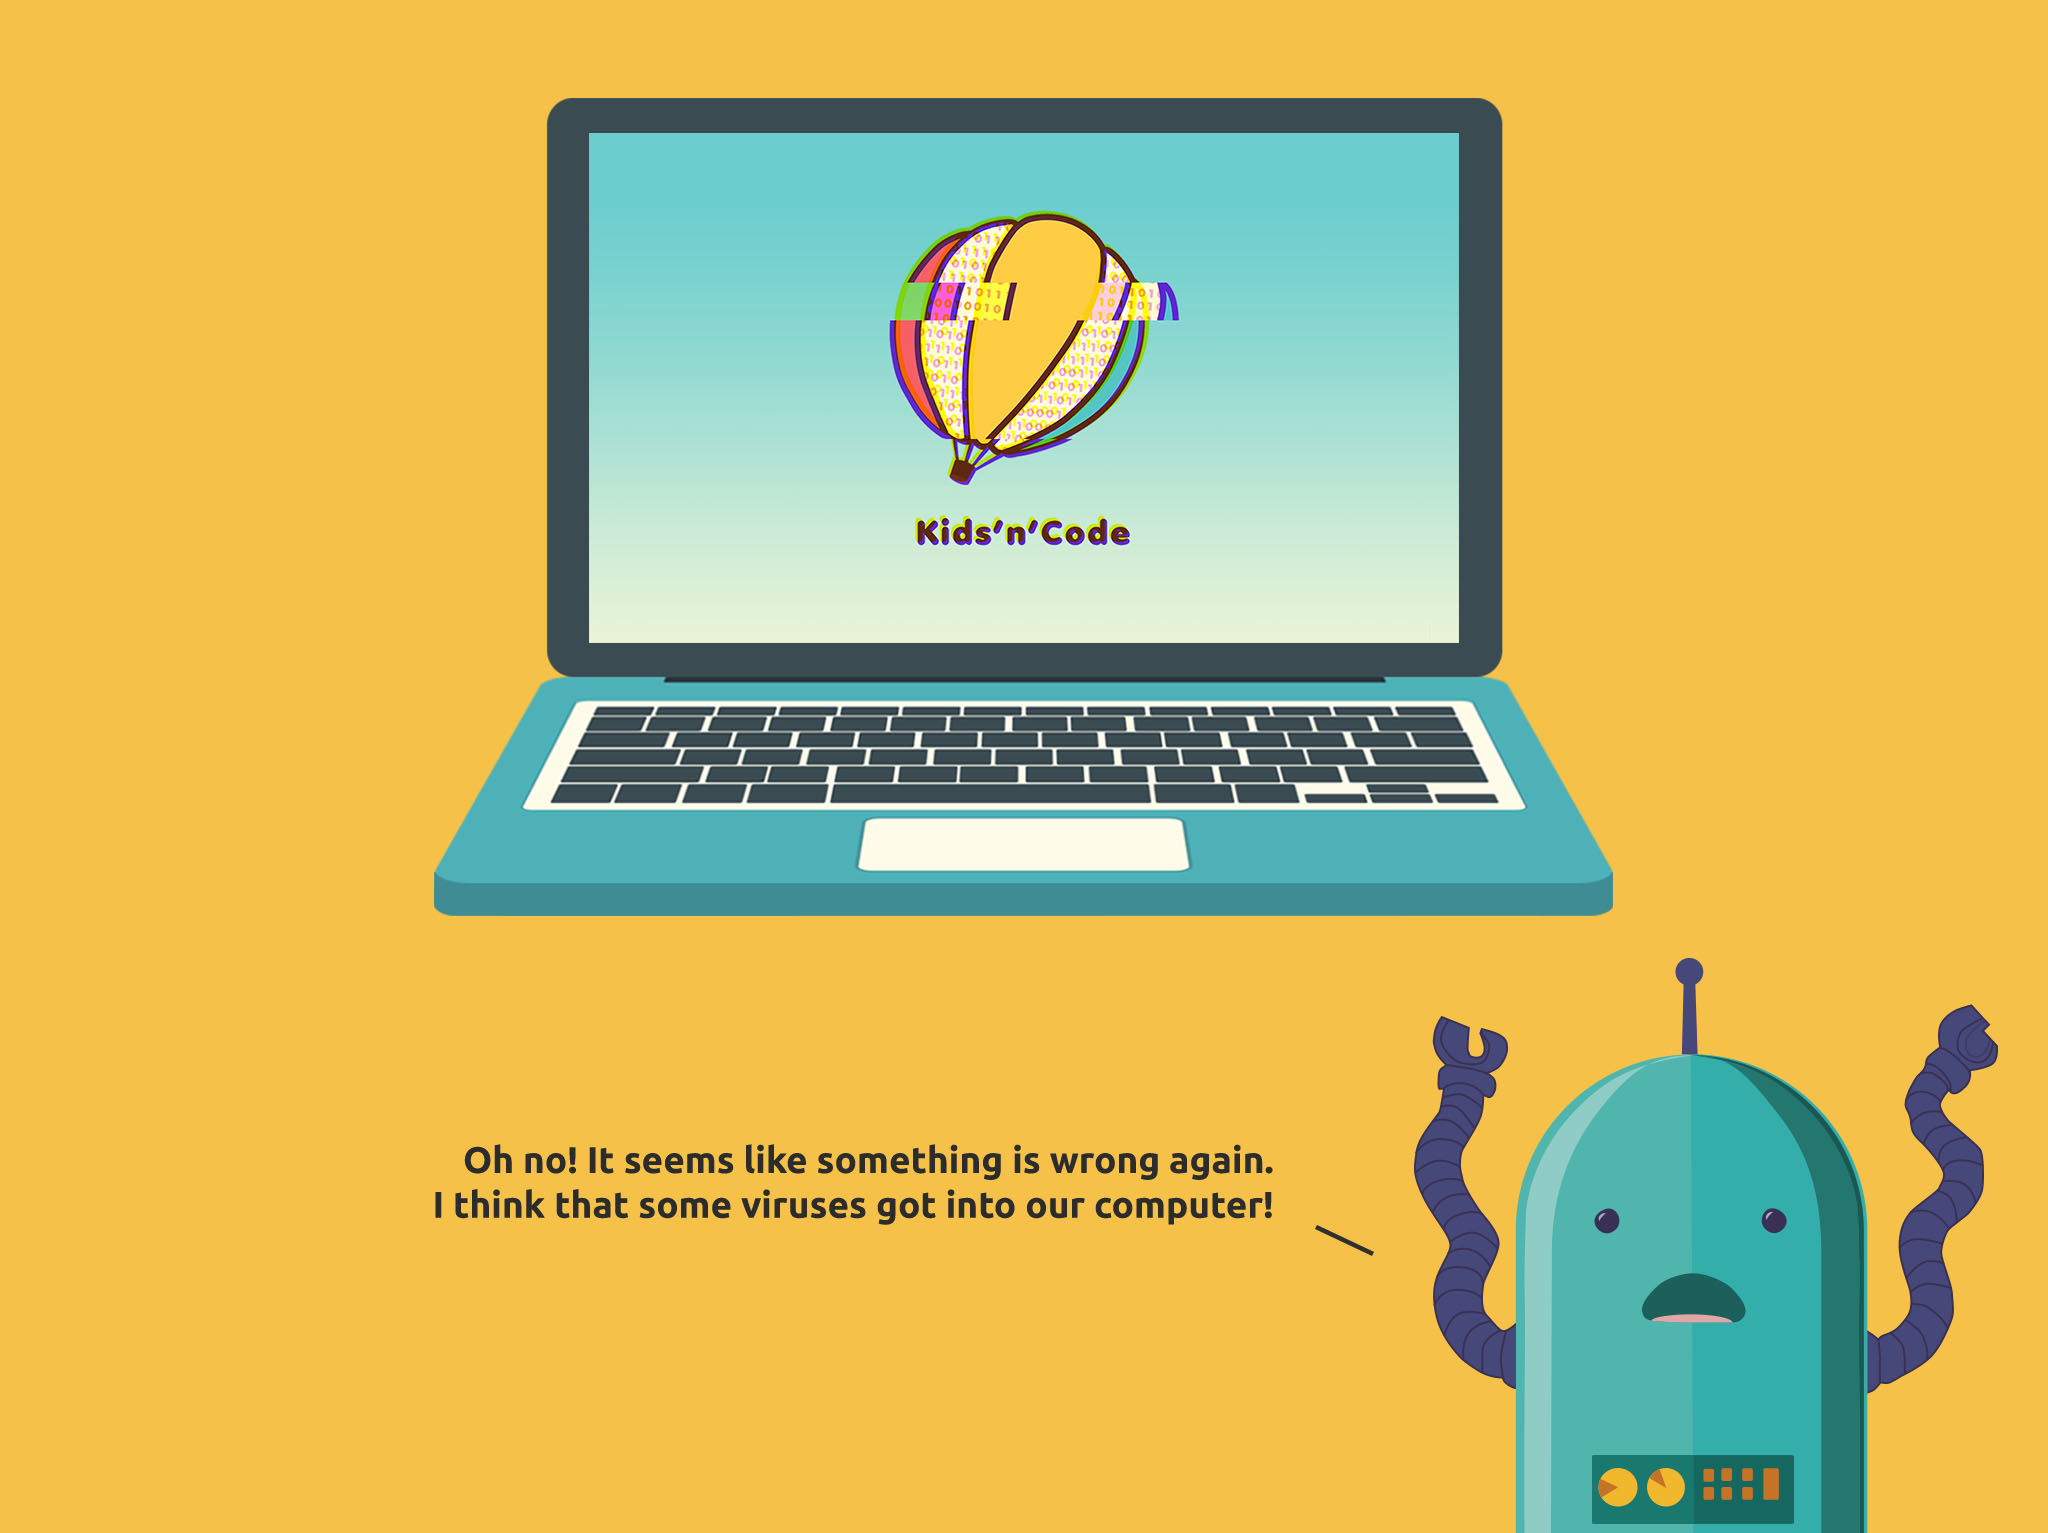 Kids'n'Code
Oh no! It seems like something is wrong again.
I think that some viruses got into our computer!